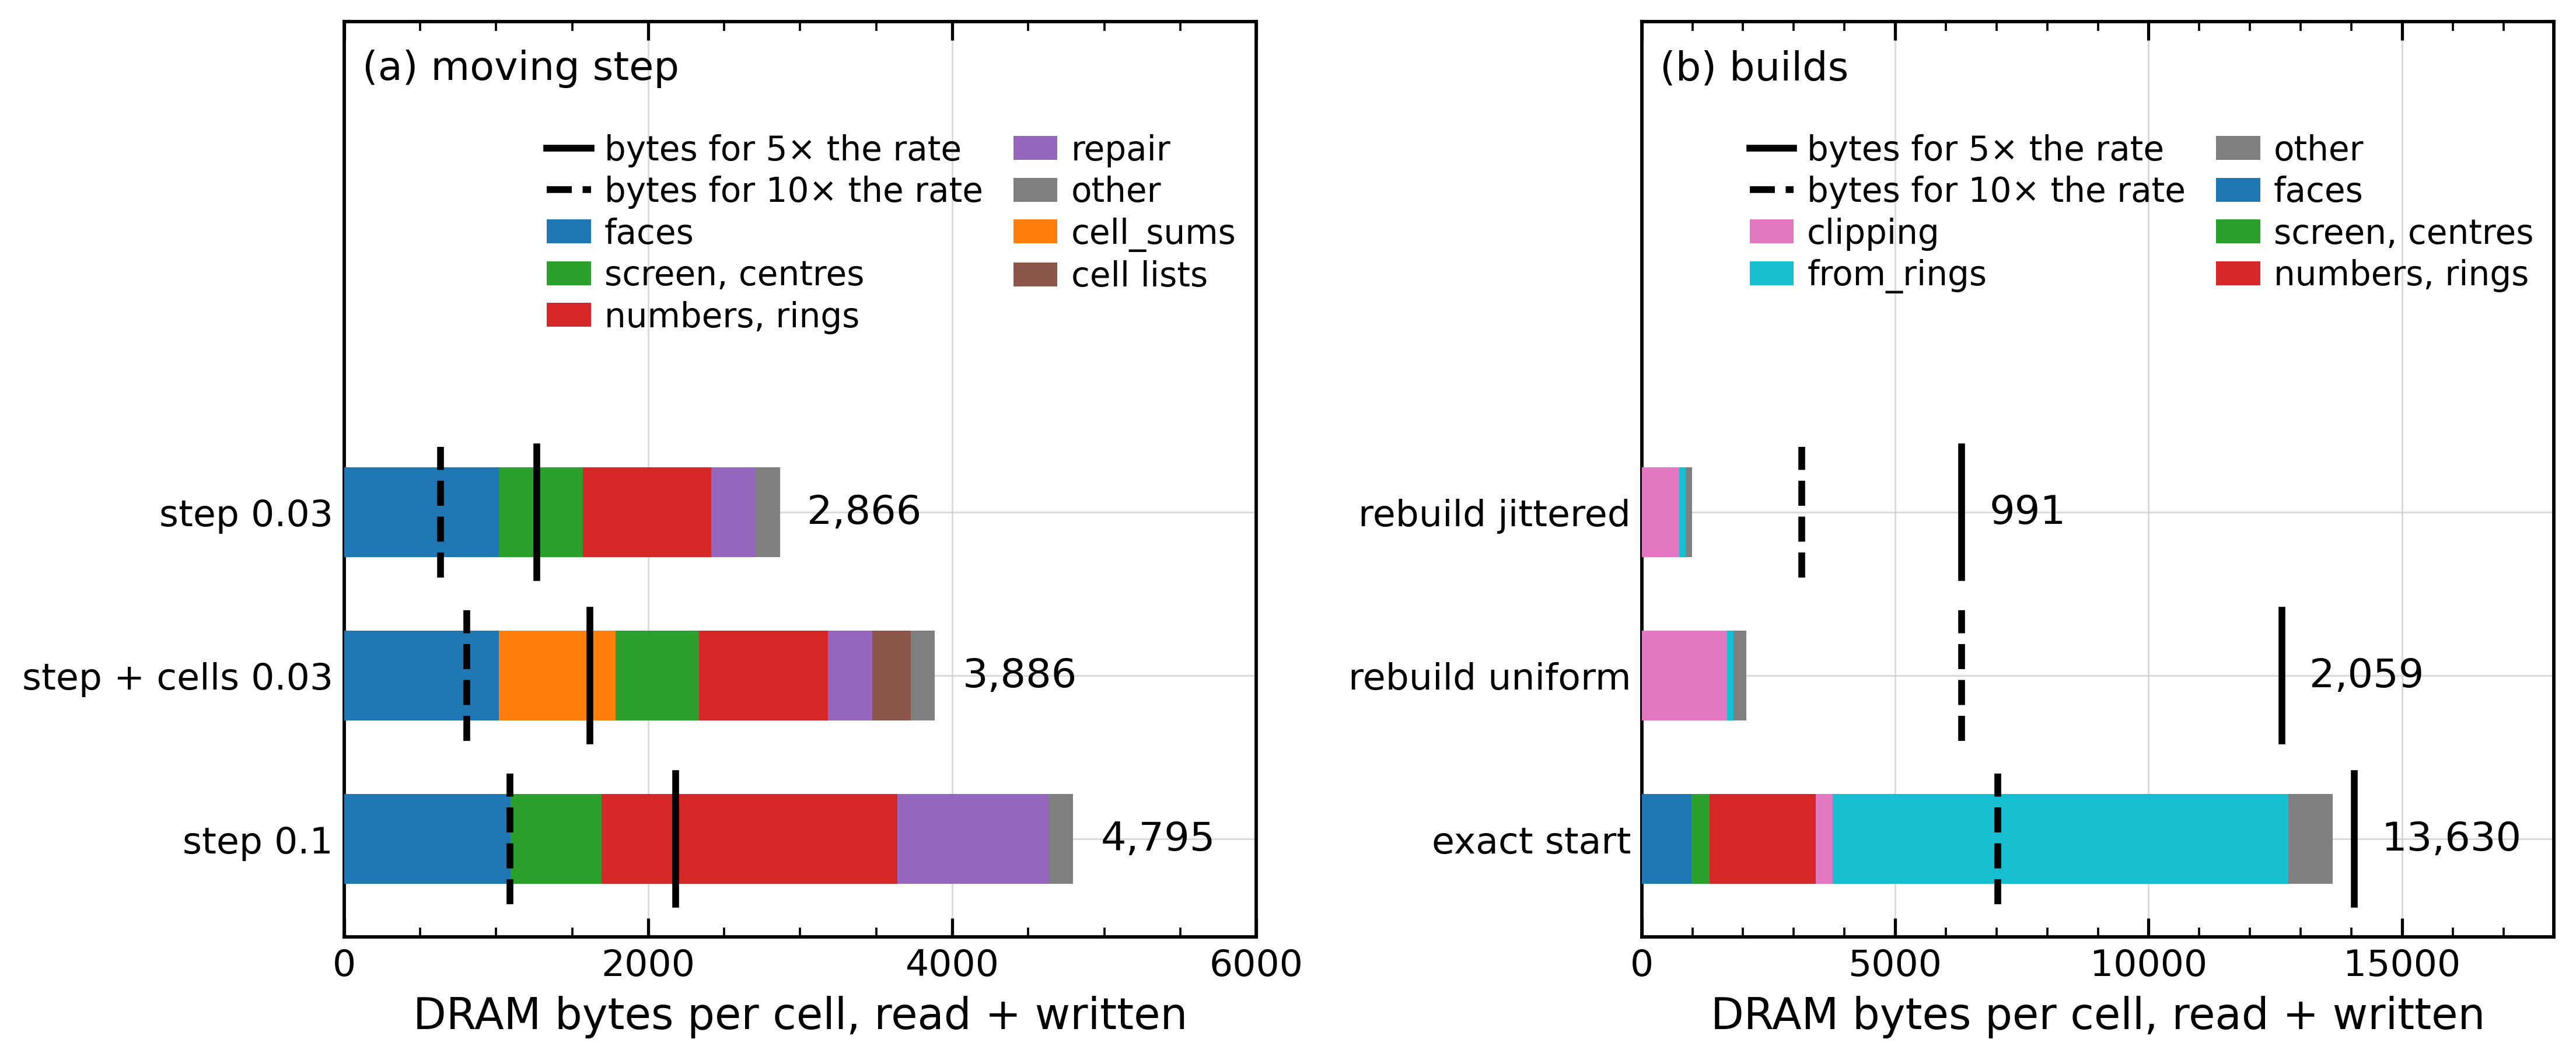 (a) moving step
bytes for 5× the rate
bytes for 10× the rate
faces
screen, centres
numbers, rings
repair
other
cell_sums
cell lists
step 0.03
2,866
step + cells 0.03
3,886
step 0.1
4,795
0 2000 4000 6000
DRAM bytes per cell, read + written
(b) builds
bytes for 5× the rate
bytes for 10× the rate
clipping
from_rings
other
faces
screen, centres
numbers, rings
rebuild jittered
991
rebuild uniform
2,059
exact start
13,630
0 5000 10000 15000
DRAM bytes per cell, read + written